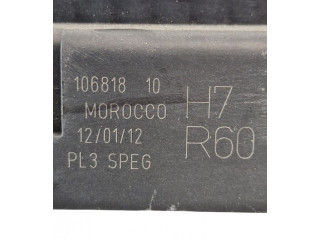 106818 10
MOROCCO
12/01/12
PL3 SPEG
H7
R60